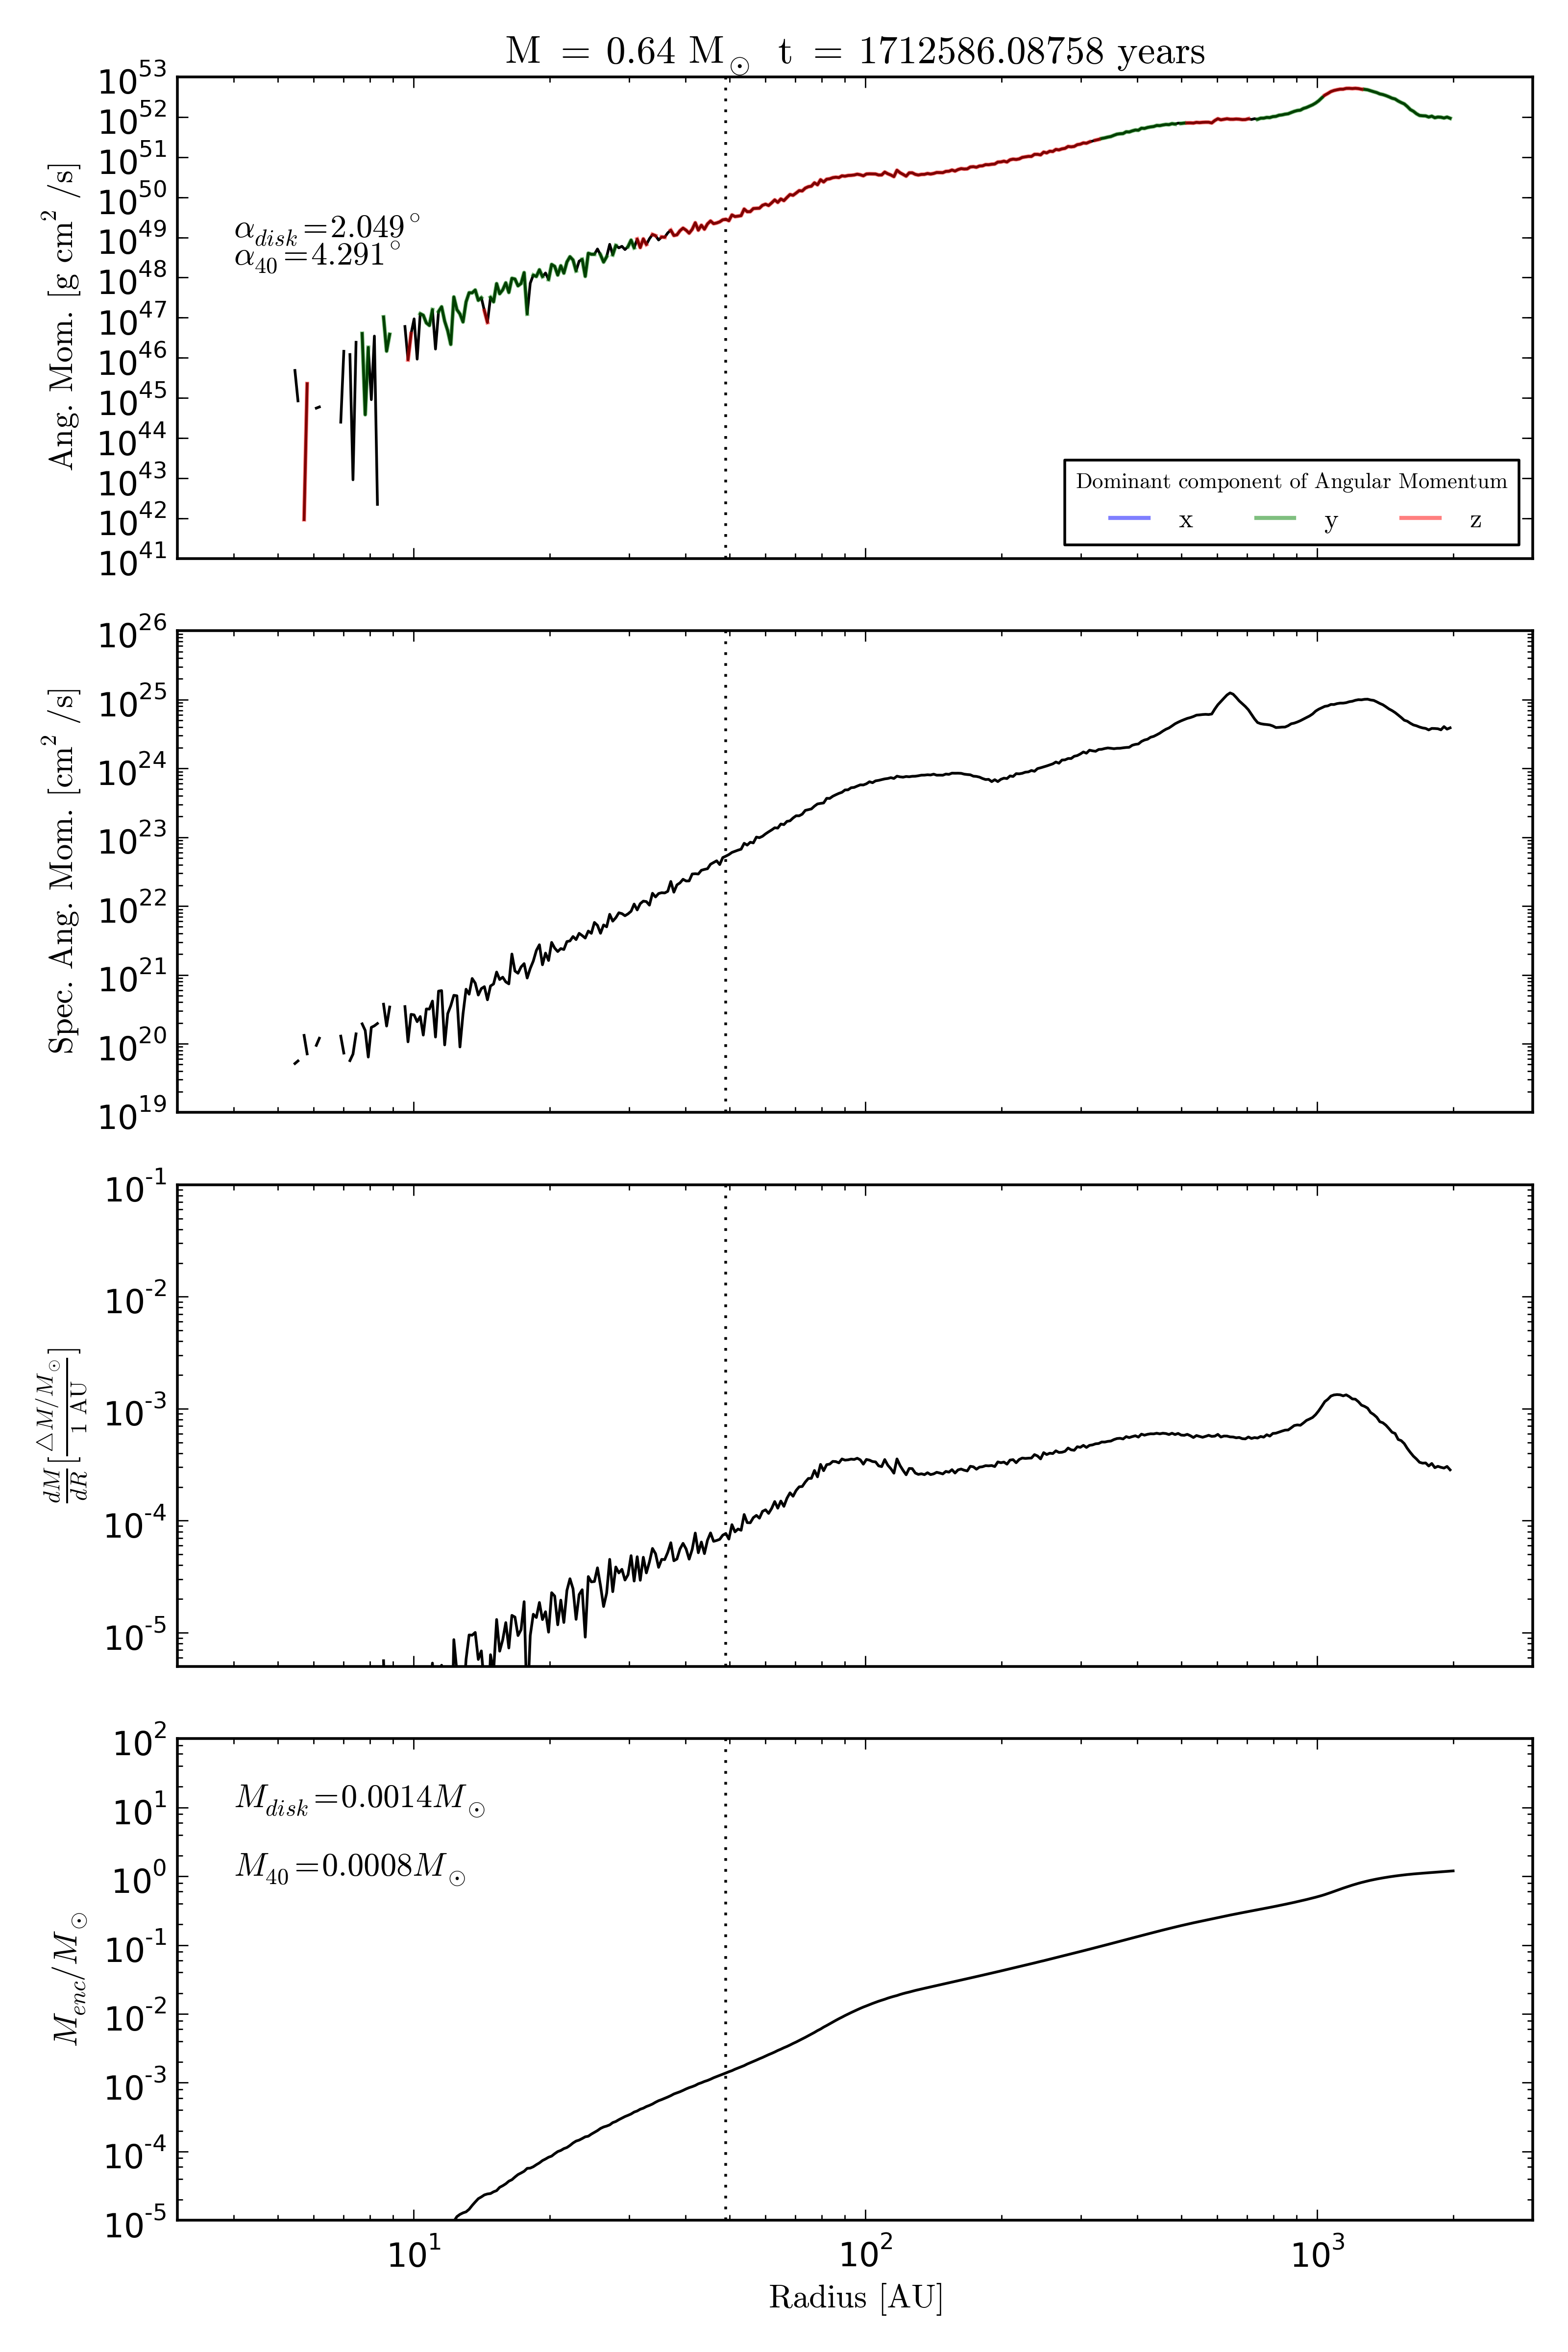 M = 0.64 M⊙ t = 1712586.08758 years
10^53
10^52
10^51
10^50
10^49
10^48
10^47
10^46
10^45
10^44
10^43
10^42
10^41
Ang. Mom. [g cm^2 /s]
α_disk=2.049°
α_40=4.291°
Dominant component of Angular Momentum
x y z
10^26
10^25
10^24
10^23
10^22
10^21
10^20
10^19
Spec. Ang. Mom. [cm^2 /s]
10^-1
10^-2
10^-3
10^-4
10^-5
dM/dR [△M/M⊙ / 1 AU]
10^2
10^1
10^0
10^-1
10^-2
10^-3
10^-4
10^-5
M_enc/M⊙
M_disk=0.0014M⊙
M_40=0.0008M⊙
10^1 10^2 10^3
Radius [AU]